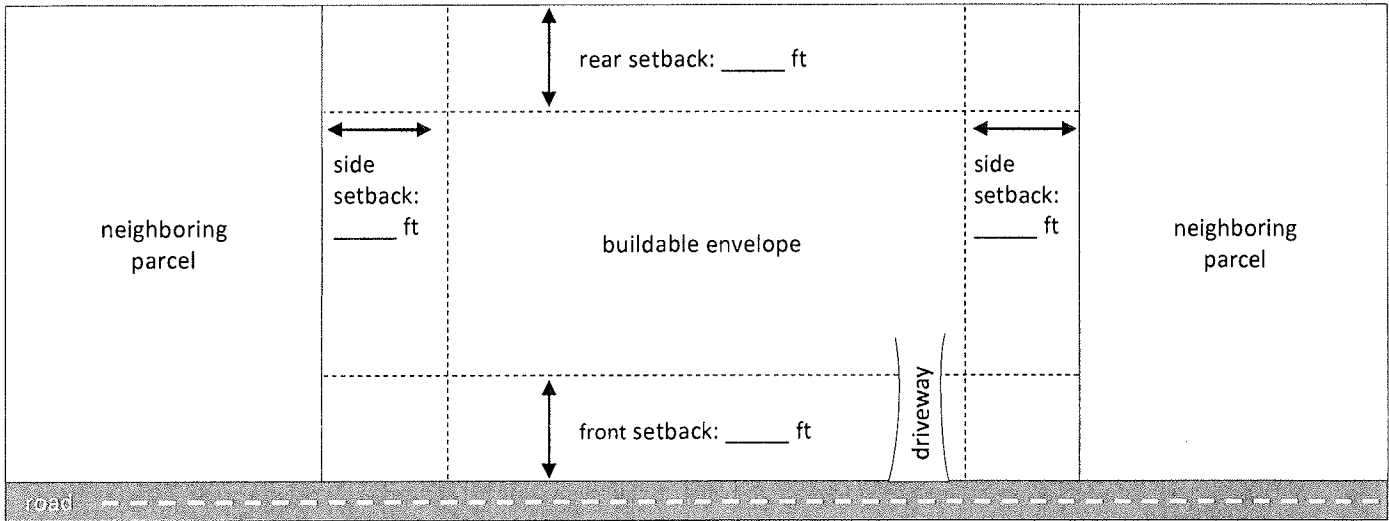 rear setback: _____ ft
side
setback:
_____ ft
side
setback:
_____ ft
neighboring
parcel
buildable envelope
neighboring
parcel
front setback: _____ ft
driveway
road